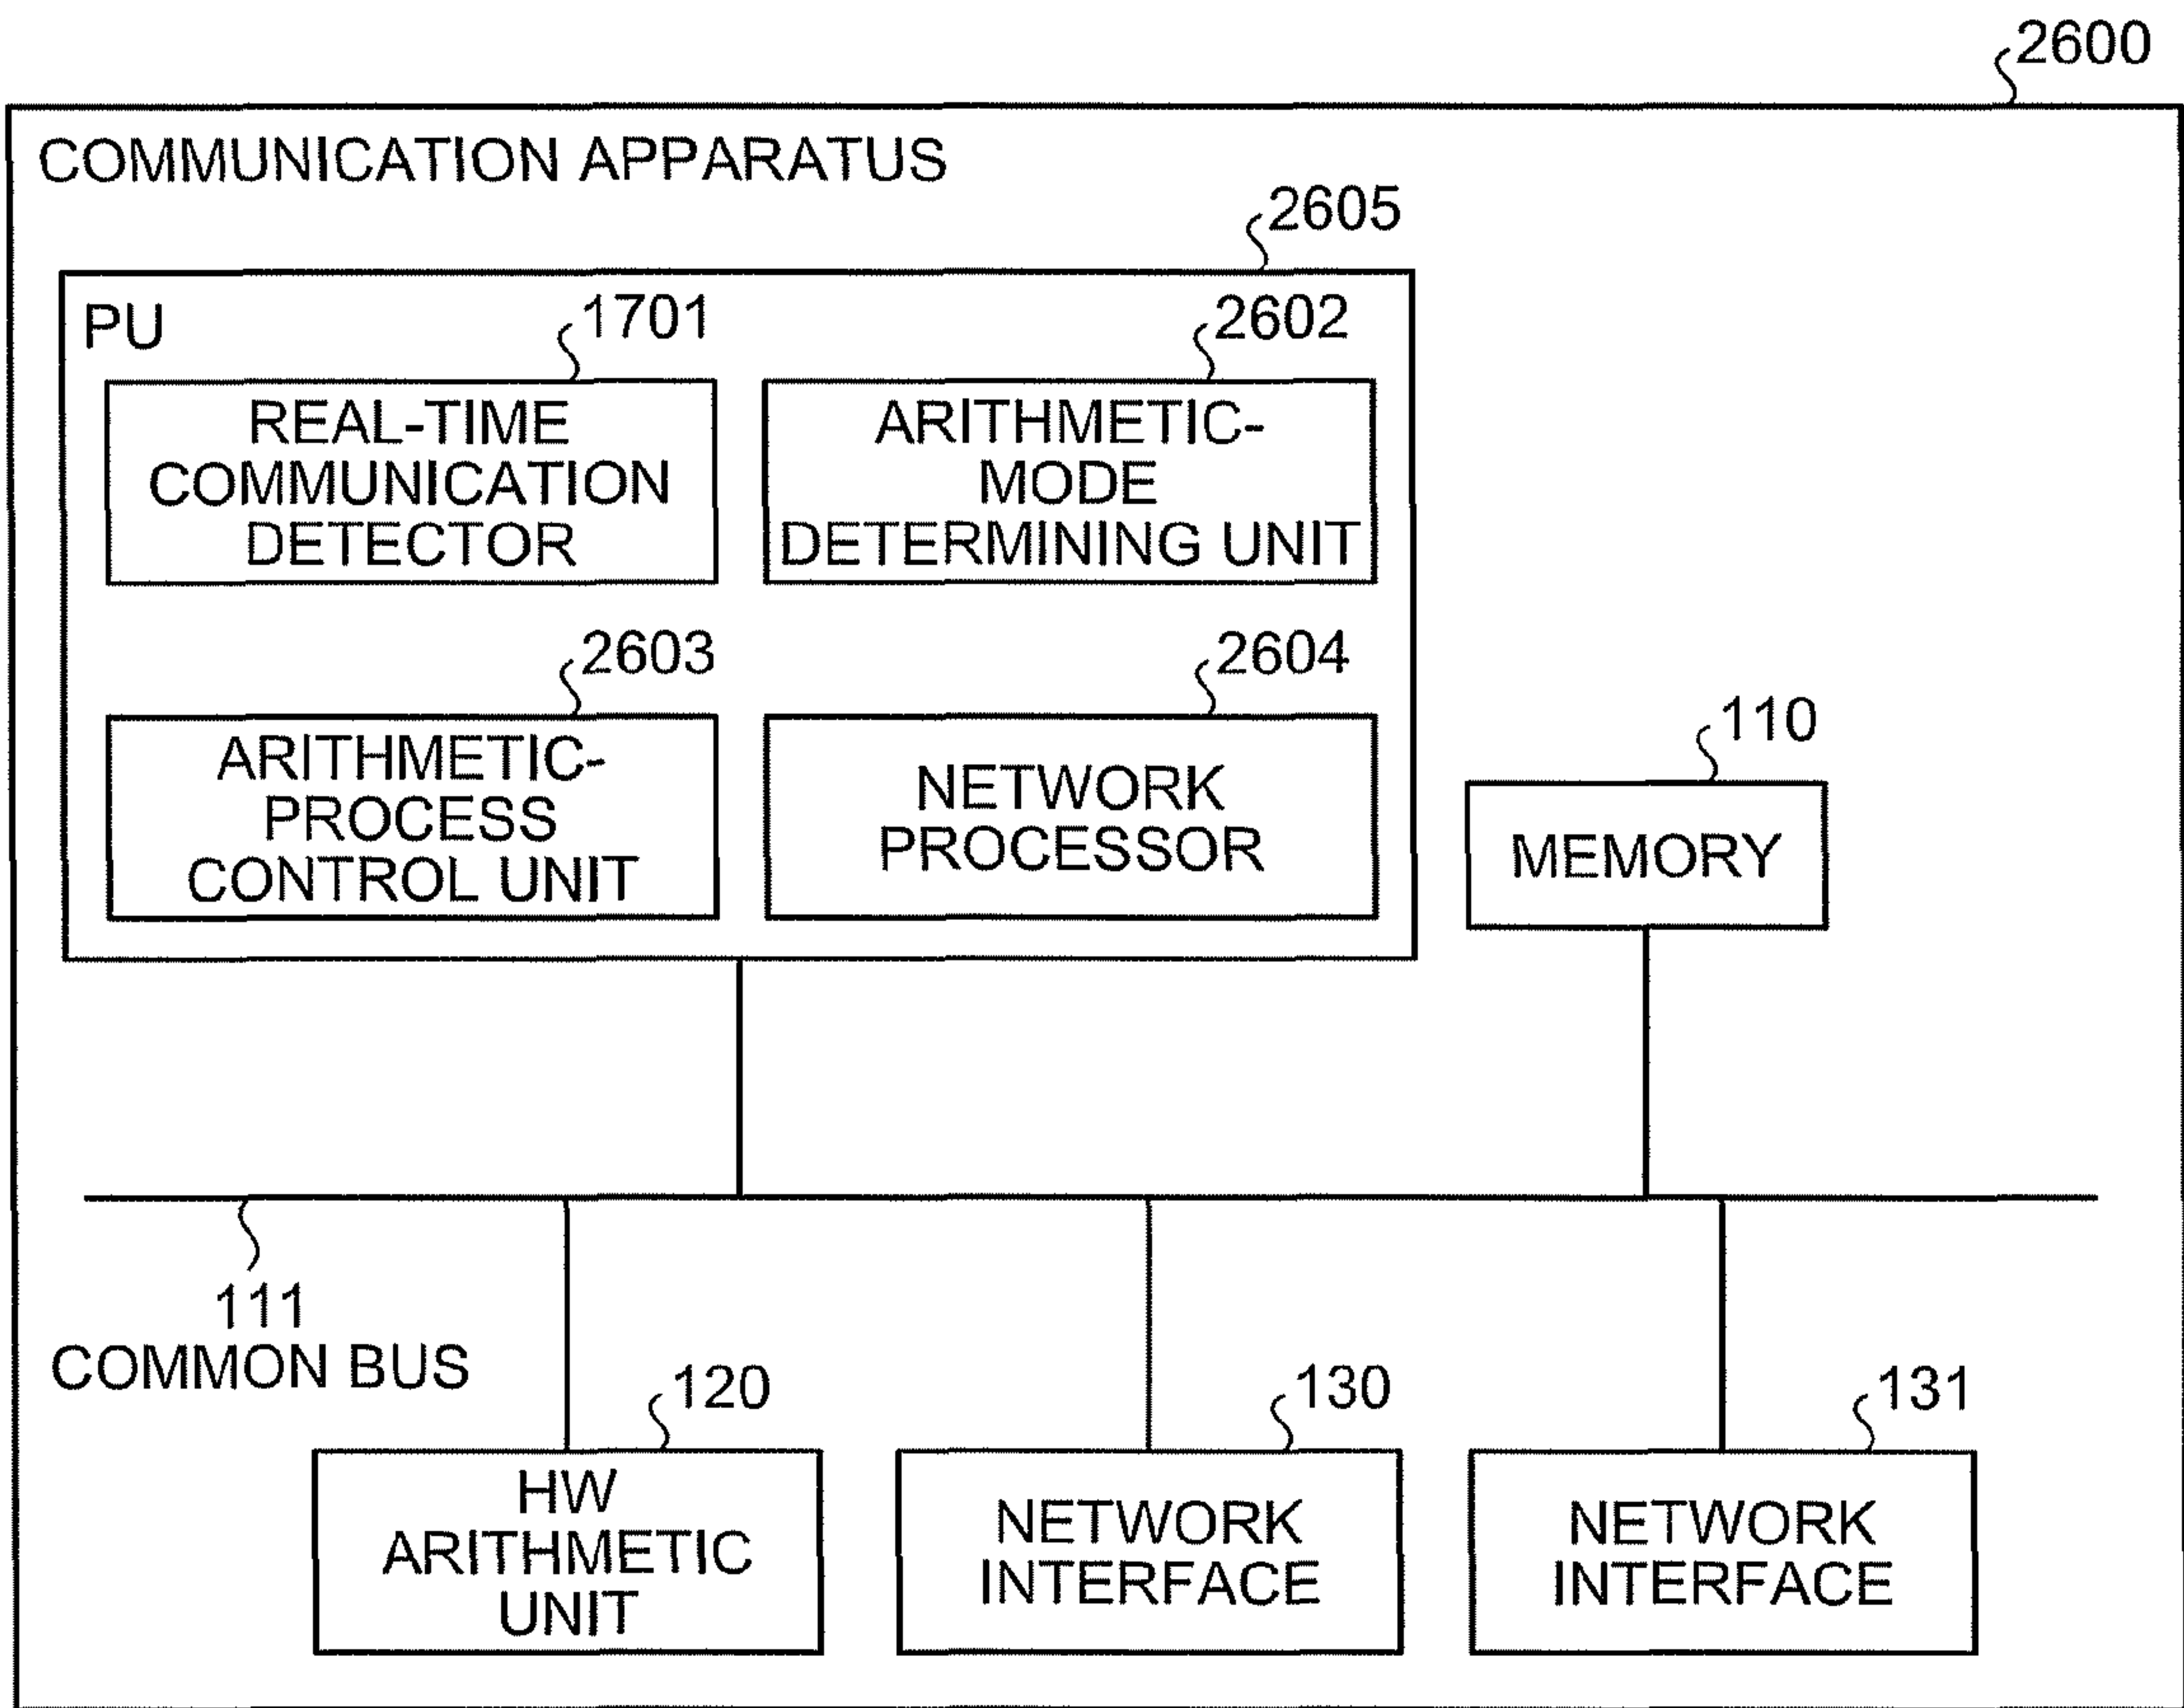 2600
COMMUNICATION APPARATUS
2605
PU
1701
2602
REAL-TIME
COMMUNICATION
DETECTOR
ARITHMETIC-
MODE
DETERMINING UNIT
2603
2604
ARITHMETIC-
PROCESS
CONTROL UNIT
NETWORK
PROCESSOR
110
MEMORY
111
COMMON BUS
120
130
131
HW
ARITHMETIC
UNIT
NETWORK
INTERFACE
NETWORK
INTERFACE